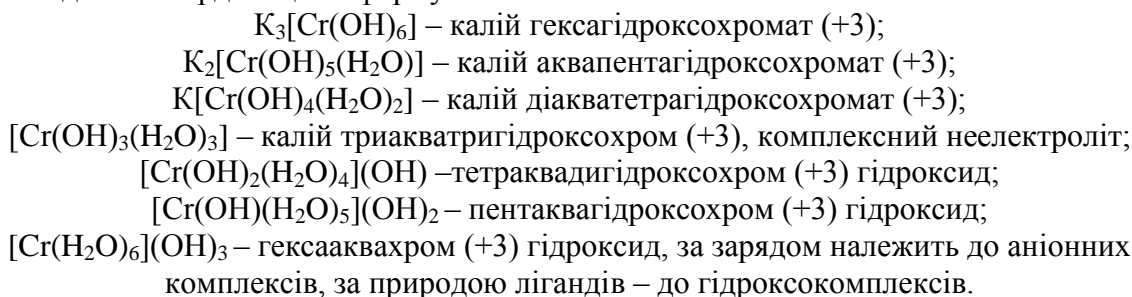 K₃[Cr(OH)₆] – калій гексагідроксохромат (+3);
K₂[Cr(OH)₅(H₂O)] – калій аквапентагідроксохромат (+3);
K[Cr(OH)₄(H₂O)₂] – калій діакватетрагідроксохромат (+3);
[Cr(OH)₃(H₂O)₃] – калій триакватригідроксохром (+3), комплексний неелектроліт;
[Cr(OH)₂(H₂O)₄](OH) –тетраквадигідроксохром (+3) гідроксид;
[Cr(OH)(H₂O)₅](OH)₂ – пентаквагідроксохром (+3) гідроксид;
[Cr(H₂O)₆](OH)₃ – гексааквахром (+3) гідроксид, за зарядом належить до аніонних
комплексів, за природою лігандів – до гідроксокомплексів.